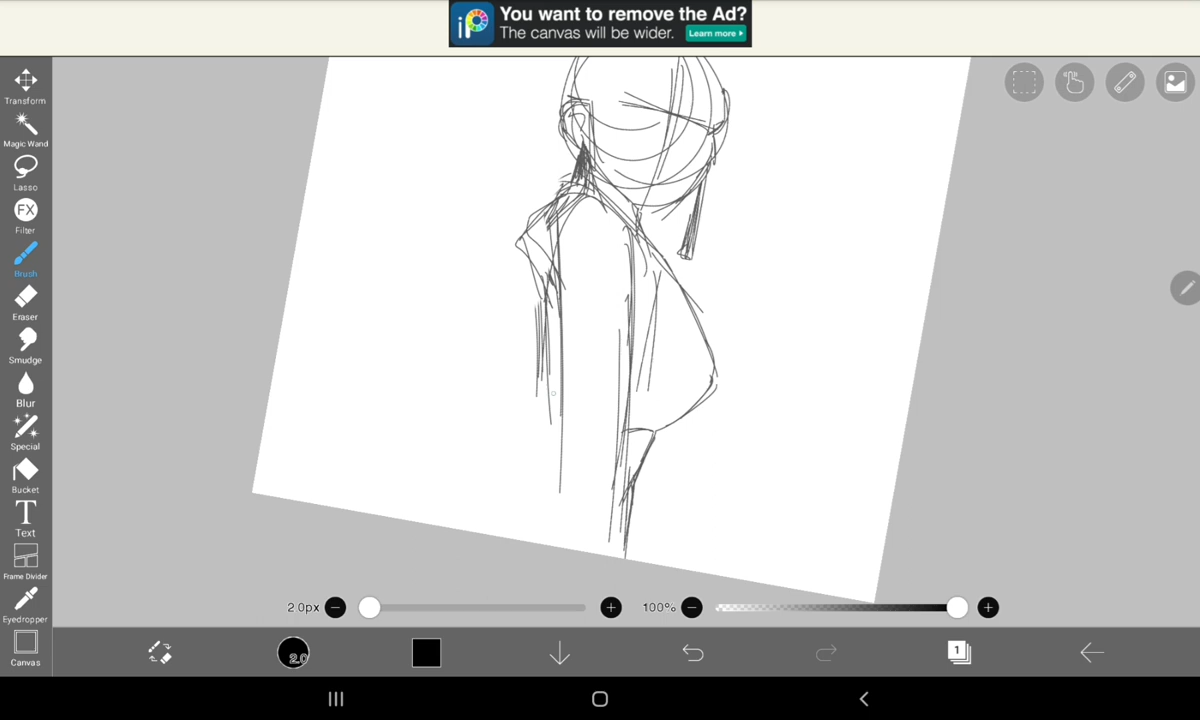 iP
You want to remove the Ad?
The canvas will be wider.
Learn more
Transform
Magic Wand
Lasso
FX
Filter
Brush
Eraser
Smudge
Blur
Special
Bucket
T
Text
Frame Divider
Eyedropper
Canvas
2.0px
100%
2.0
1